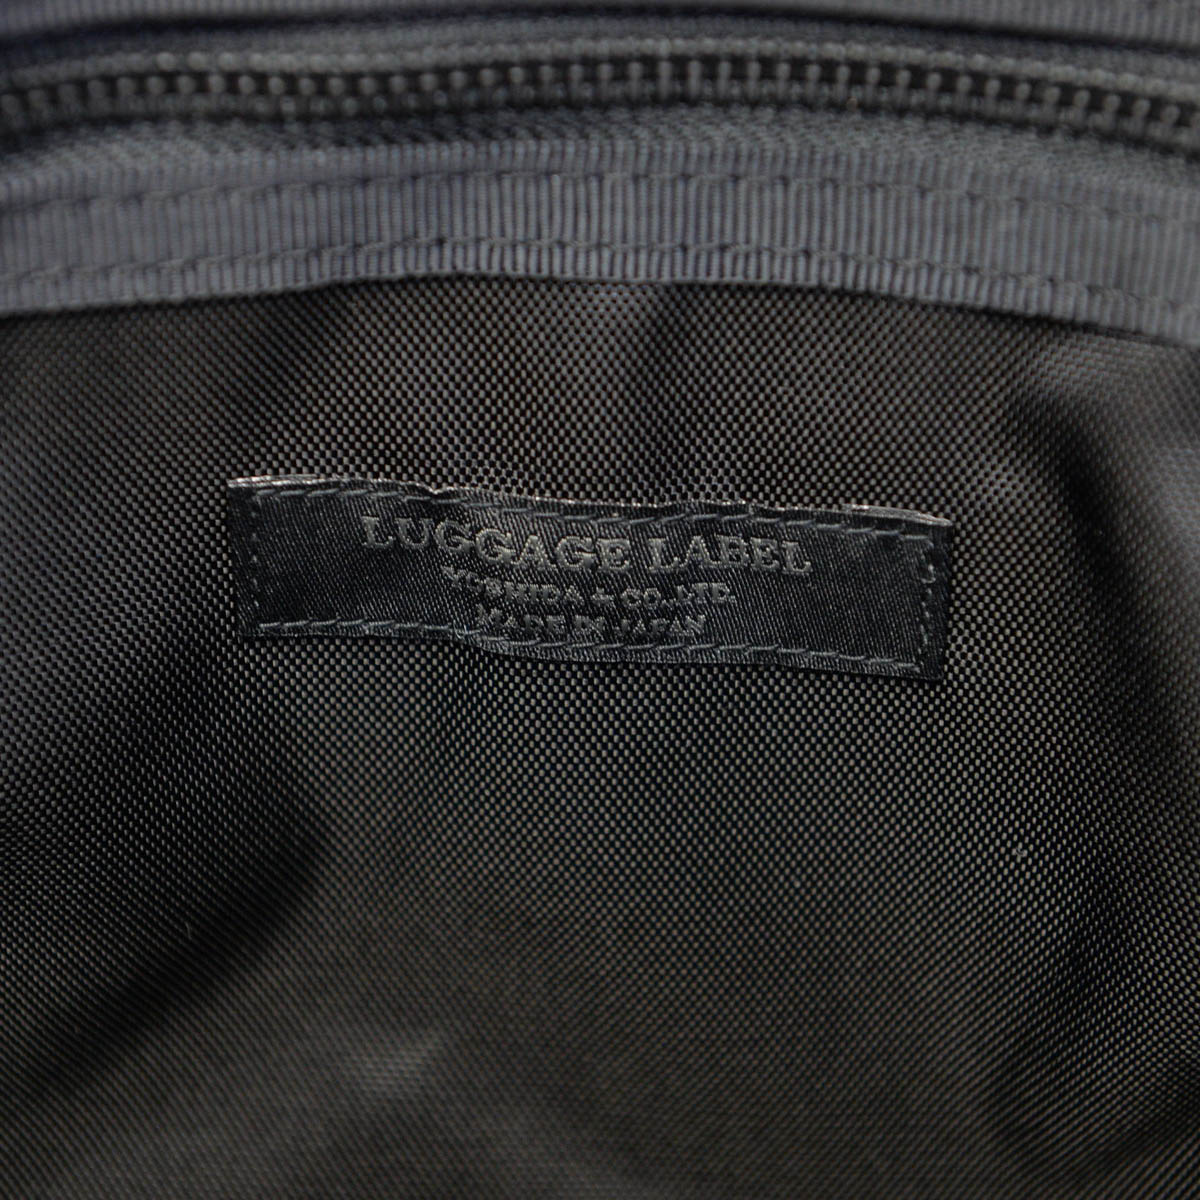 LUGGAGE LABEL
YOSHIDA & CO., LTD.
MADE IN JAPAN